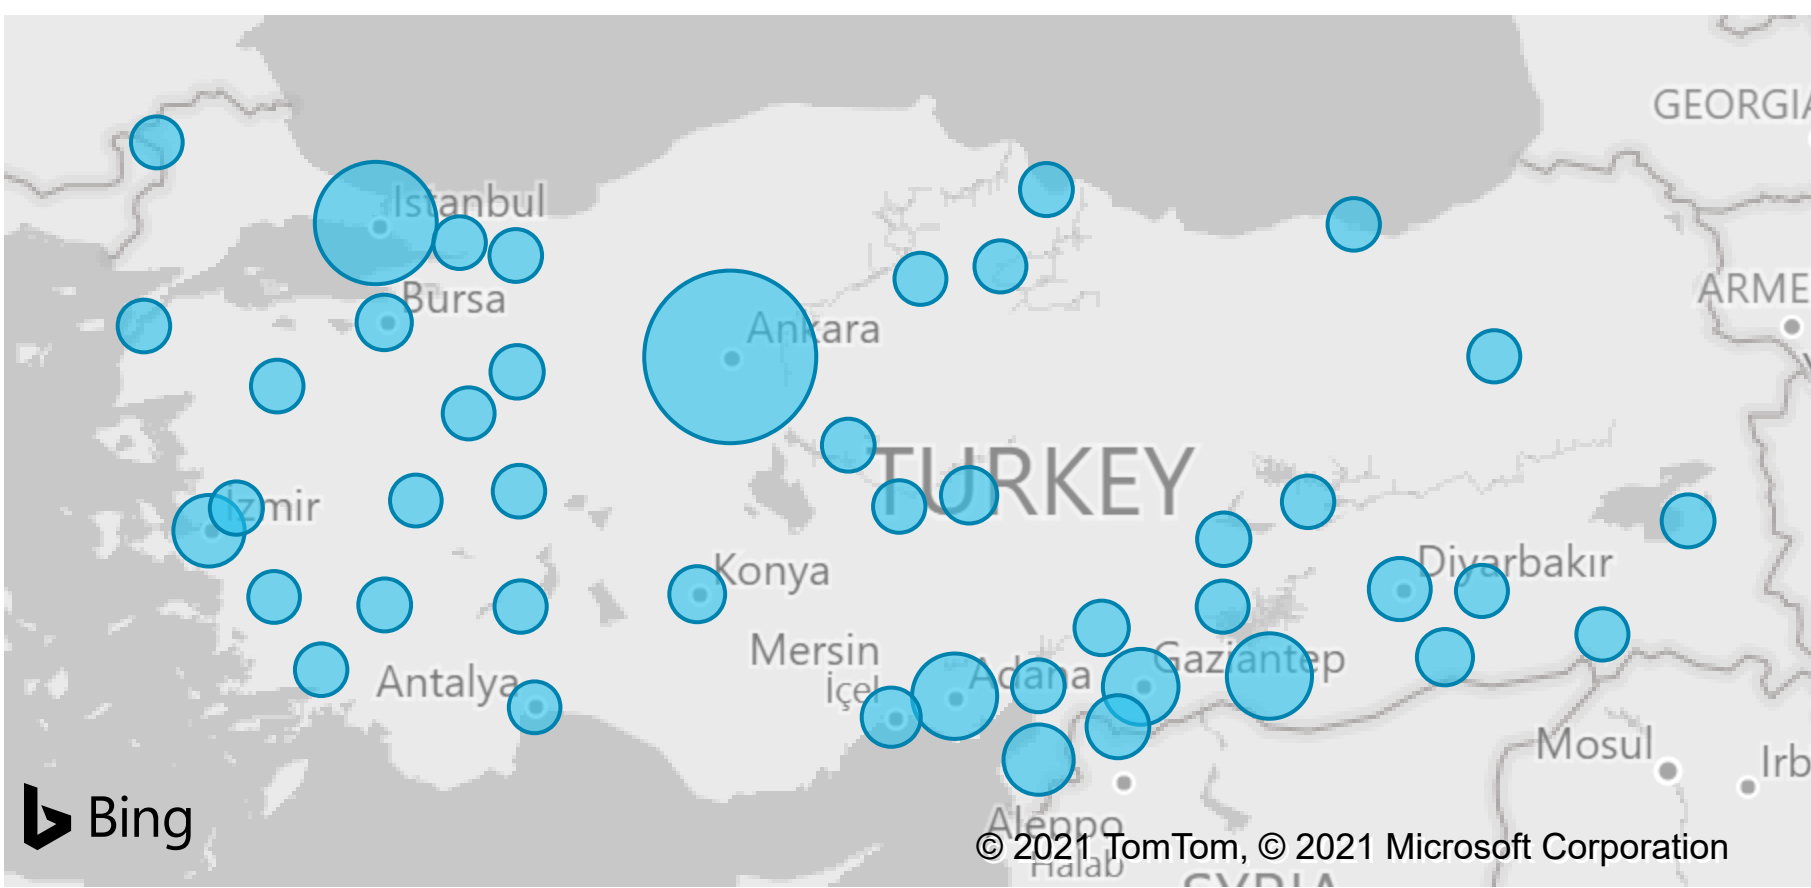 GEORGIA
Istanbul
ARME
Bursa
Ankara
TURKEY
Izmir
Diyarbakır
Konya
Mersin
İçel
Gaziantep
Adana
Antalya
Mosul
Irb
Bing
Aleppo
Halab
© 2021 TomTom, © 2021 Microsoft Corporation
SYRIA